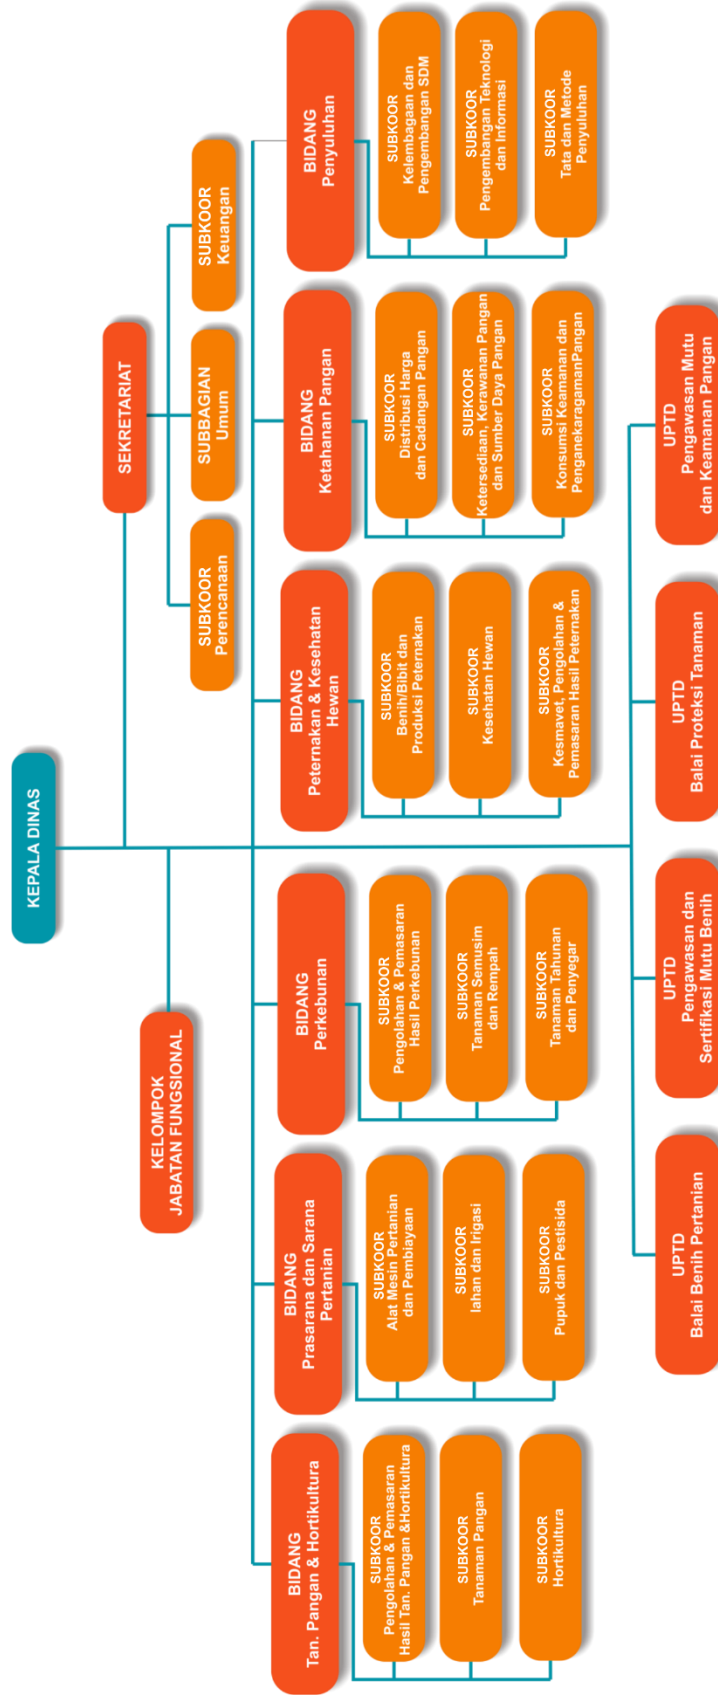 KEPALA DINAS
SEKRETARIAT
KELOMPOK
JABATAN FUNGSIONAL
SUBKOOR
Perencanaan
SUBBAGIAN
Umum
SUBKOOR
Keuangan
BIDANG
Tan. Pangan & Hortikultura
SUBKOOR
Pengolahan & Pemasaran
Hasil Tan. Pangan &Hortikultura
SUBKOOR
Tanaman Pangan
SUBKOOR
Hortikultura
BIDANG
Prasarana dan Sarana
Pertanian
SUBKOOR
Alat Mesin Pertanian
dan Pembiayaan
SUBKOOR
lahan dan Irigasi
SUBKOOR
Pupuk dan Pestisida
BIDANG
Perkebunan
SUBKOOR
Pengolahan & Pemasaran
Hasil Perkebunan
SUBKOOR
Tanaman Semusim
dan Rempah
SUBKOOR
Tanaman Tahunan
dan Penyegar
BIDANG
Peternakan & Kesehatan
Hewan
SUBKOOR
Benih/Bibit dan
Produksi Peternakan
SUBKOOR
Kesehatan Hewan
SUBKOOR
Kesmavet, Pengolahan &
Pemasaran Hasil Peternakan
BIDANG
Ketahanan Pangan
SUBKOOR
Distribusi Harga
dan Cadangan Pangan
SUBKOOR
Ketersediaan, Kerawanan Pangan
dan Sumber Daya Pangan
SUBKOOR
Konsumsi Keamanan dan
PenganekaragamanPangan
BIDANG
Penyuluhan
SUBKOOR
Kelembagaan dan
Pengembangan SDM
SUBKOOR
Pengembangan Teknologi
dan Informasi
SUBKOOR
Tata dan Metode
Penyuluhan
UPTD
Balai Benih Pertanian
UPTD
Pengawasan dan
Sertifikasi Mutu Benih
UPTD
Balai Proteksi Tanaman
UPTD
Pengawasan Mutu
dan Keamanan Pangan